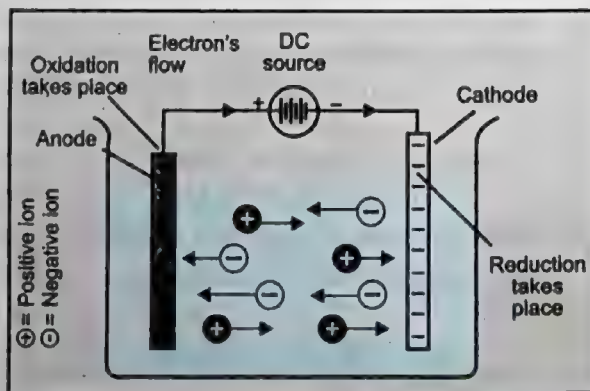 Electron's
flow
DC
source
Oxidation
takes place
Anode
+
−
Cathode
Reduction
takes
place
⊕= Positive ion
⊖= Negative ion